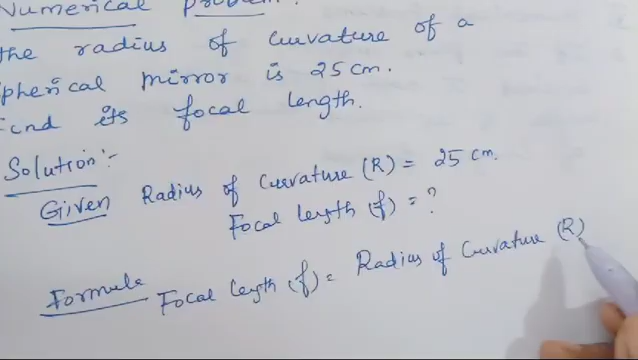 Numerical Problem:
the radius of curvature of a
pherical mirror is 25 cm.
Find its focal length.
Solution:-
Given Radius of Curvature (R) = 25 cm.
Focal length (f) = ?
Formula Focal length (f) = Radius of Curvature (R)